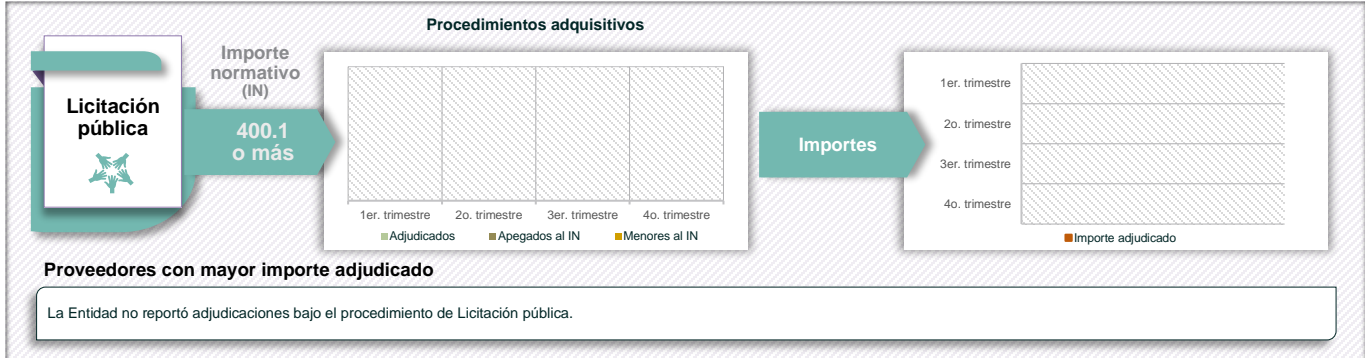 Procedimientos adquisitivos
Licitación
pública
Importe
normativo
(IN)
400.1
o más
1er. trimestre 2o. trimestre 3er. trimestre 4o. trimestre
Adjudicados Apegados al IN Menores al IN
Importes
1er. trimestre
2o. trimestre
3er. trimestre
4o. trimestre
Importe adjudicado
Proveedores con mayor importe adjudicado
La Entidad no reportó adjudicaciones bajo el procedimiento de Licitación pública.